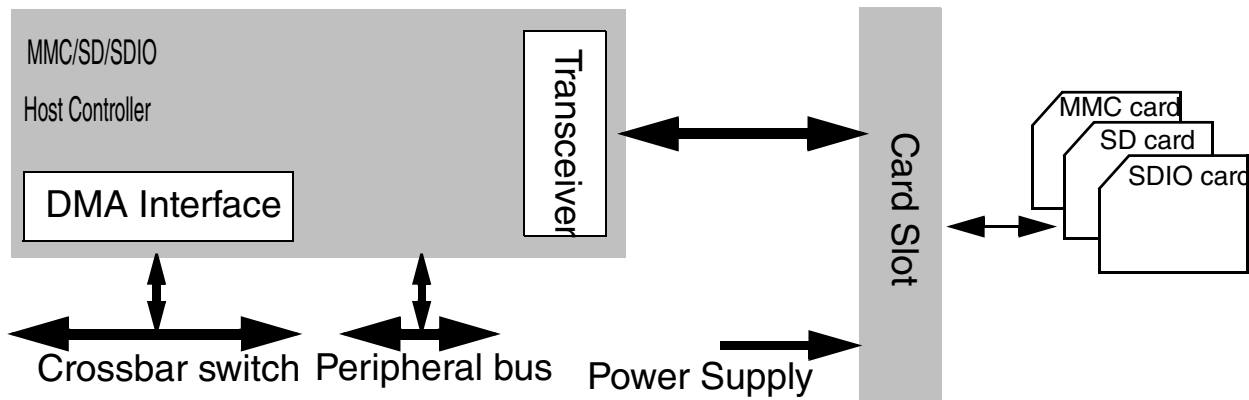 MMC/SD/SDIO
Host Controller
Transceiver
DMA Interface
Card Slot
MMC card
SD card
SDIO card
Crossbar switch
Peripheral bus
Power Supply